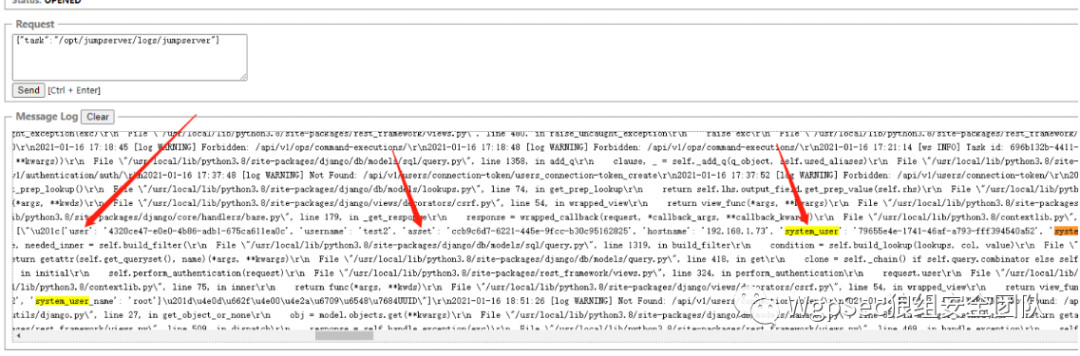 Status: OPENED
Request
{"task":"/opt/jumpserver/logs/jumpserver"}
Send [Ctrl + Enter]
Message Log Clear
ght_exception(exc)\r\n File \"/usr/local/lib/python3.8/site-packages/rest_framework/views.py\", line 480, in raise_uncaught_exception\r\n raise exc\r\n File \"/usr/local/lib/python3.8/site-packages/rest_framework/
)\r\n2021-01-16 17:18:45 [log WARNING] Forbidden: /api/v1/ops/command-executions/\r\n2021-01-16 17:18:48 [log WARNING] Forbidden: /api/v1/ops/command-executions/\r\n2021-01-16 17:21:14 [ws INFO] Task id: 696b132b-4411-
**kwargs))\r\n File \"/usr/local/lib/python3.8/site-packages/django/db/models/sql/query.py\", line 1358, in add_q\r\n clause, _ = self._add_q(q_object, self.used_aliases)\r\n File \"/usr/local/lib/python3.8/site-pack
v1/authentication/auth/\r\n2021-01-16 17:37:48 [log WARNING] Not Found: /api/v1/users/connection-token/users_connection-token_create\r\n2021-01-16 17:37:52 [log WARNING] Forbidden: /api/v1/users/connection-token/\r\n20
_prep_lookup()\r\n File \"/usr/local/lib/python3.8/site-packages/django/db/models/lookups.py\", line 74, in get_prep_lookup\r\n return self.lhs.output_field.get_prep_value(self.rhs)\r\n File \"/usr/local/lib/python3.
(*args, **kwds)\r\n File \"/usr/local/lib/python3.8/site-packages/django/views/decorators/csrf.py\", line 54, in wrapped_view\r\n return view_func(*args, **kwargs)\r\n File \"/usr/local/lib/python3.8/site-packages/
ib/python3.8/site-packages/django/core/handlers/base.py\", line 179, in _get_response\r\n response = wrapped_callback(request, *callback_args, **callback_kwargs)\r\n File \"/usr/local/lib/python3.8/contextlib.py\",
[\"\u201c{'user': '4320ce47-e0e0-4b86-adb1-675ca611ea0c', 'username': 'test2', 'asset': 'ccb9c6d7-6221-445e-9fcc-b30c95162825', 'hostname': '192.168.1.73', 'system_user': '79655e4e-1741-46af-a793-fff394540a52', 'syste
e, needed_inner = self.build_filter(\r\n File \"/usr/local/lib/python3.8/site-packages/django/db/models/sql/query.py\", line 1319, in build_filter\r\n condition = self.build_lookup(lookups, col, value)\r\n File \"/
return getattr(self.get_queryset(), name)(*args, **kwargs)\r\n File \"/usr/local/lib/python3.8/site-packages/django/db/models/query.py\", line 418, in get\r\n clone = self._chain() if self.query.combinator else self
in initial\r\n self.perform_authentication(request)\r\n File \"/usr/local/lib/python3.8/site-packages/rest_framework/views.py\", line 324, in perform_authentication\r\n request.user\r\n File \"/usr/local/lib/
3.8/contextlib.py\", line 75, in inner\r\n return func(*args, **kwds)\r\n File \"/usr/local/lib/python3.8/site-packages/django/views/decorators/csrf.py\", line 54, in wrapped_view\r\n return view_func
2', 'system_user_name': 'root'}\u201d\u4e0d\u662f\u4e00\u4e2a\u6709\u6548\u7684UUID\"]\r\n2021-01-16 18:51:26 [log WARNING] Not Found: /api/v1/users/
utils/django.py\", line 27, in get_object_or_none\r\n obj = model.objects.get(**kwargs)\r\n File \"/usr/local/lib/python3.8/site-packages/django/db/models/
ages/rest_framework/views.py\", line 509, in dispatch\r\n response = self.handle_exception(exc)\r\n File \"/usr/local/lib/python3.8/site-packages/rest_framework/views.py\", line 469, in handle_exception\r\n self
Wgpsec狼组安全团队